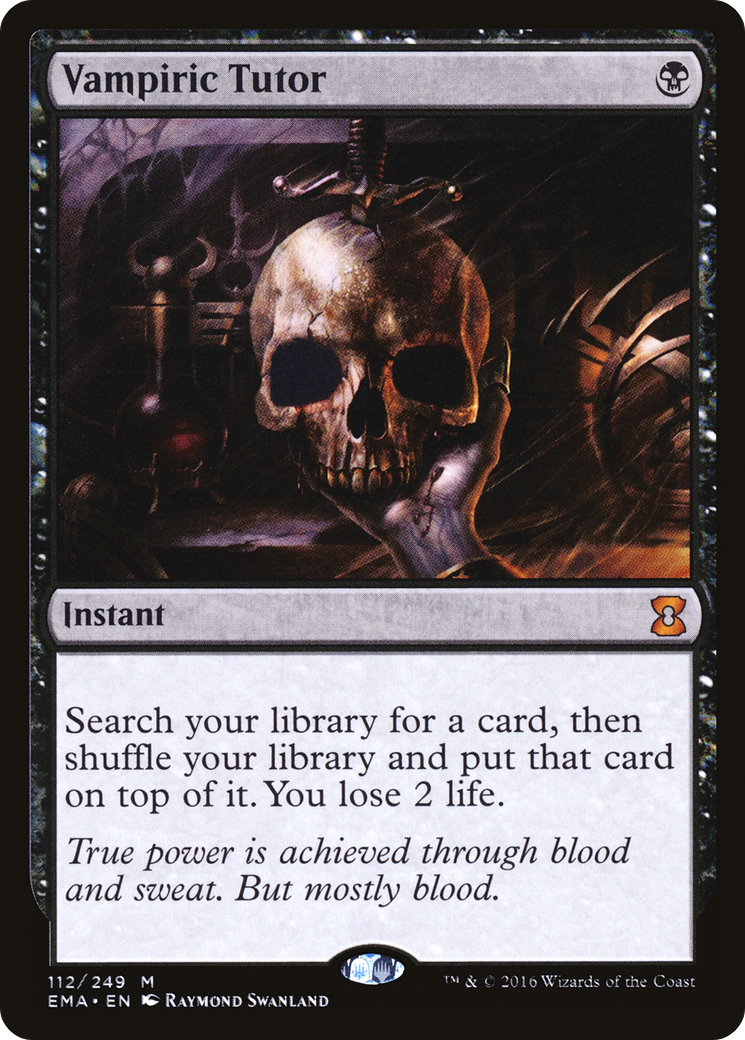 Vampiric Tutor
Instant
Search your library for a card, then
shuffle your library and put that card
on top of it. You lose 2 life.
True power is achieved through blood
and sweat. But mostly blood.
112/249 M
™ & © 2016 Wizards of the Coast
EMA • EN Raymond Swanland